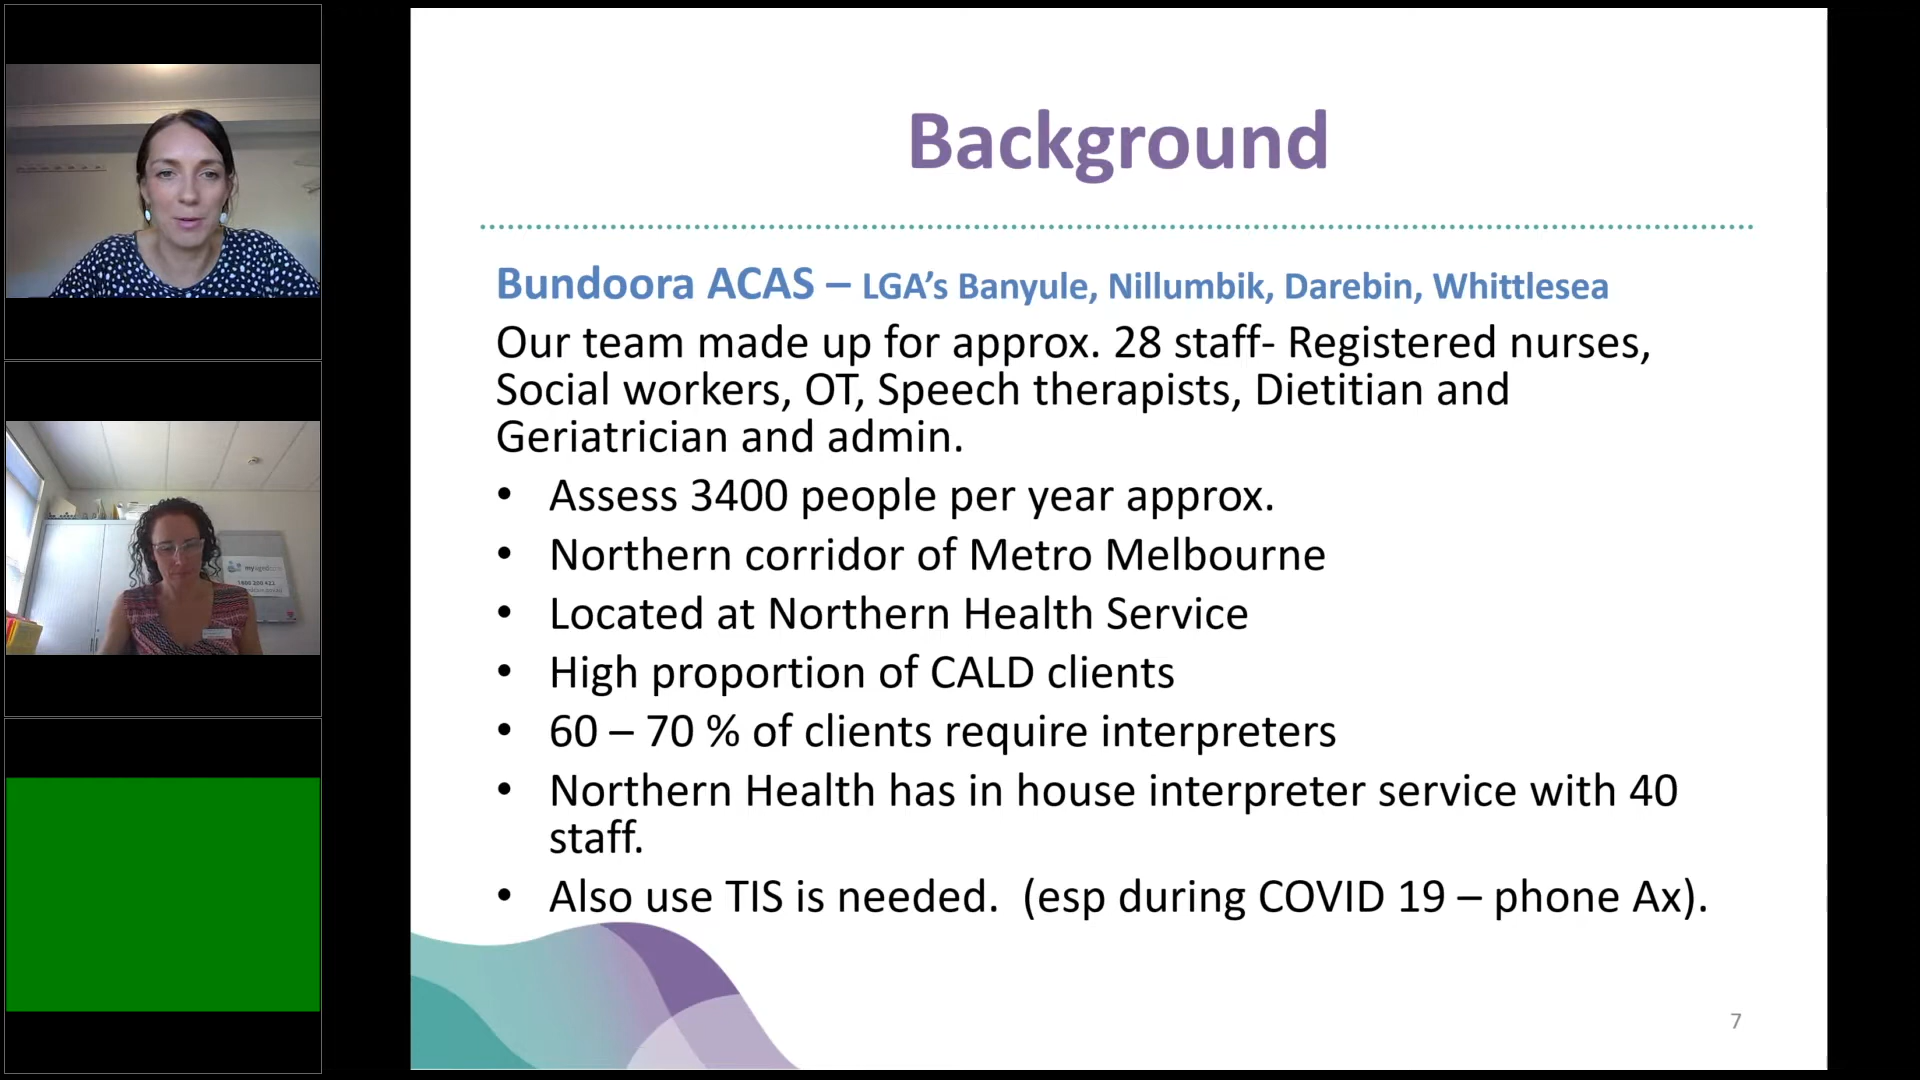 Background
Bundoora ACAS – LGA’s Banyule, Nillumbik, Darebin, Whittlesea
Our team made up for approx. 28 staff- Registered nurses,
Social workers, OT, Speech therapists, Dietitian and
Geriatrician and admin.
• Assess 3400 people per year approx.
• Northern corridor of Metro Melbourne
• Located at Northern Health Service
• High proportion of CALD clients
• 60 – 70 % of clients require interpreters
• Northern Health has in house interpreter service with 40
staff.
• Also use TIS is needed.  (esp during COVID 19 – phone Ax).
7
myagedcare
1800 200 422